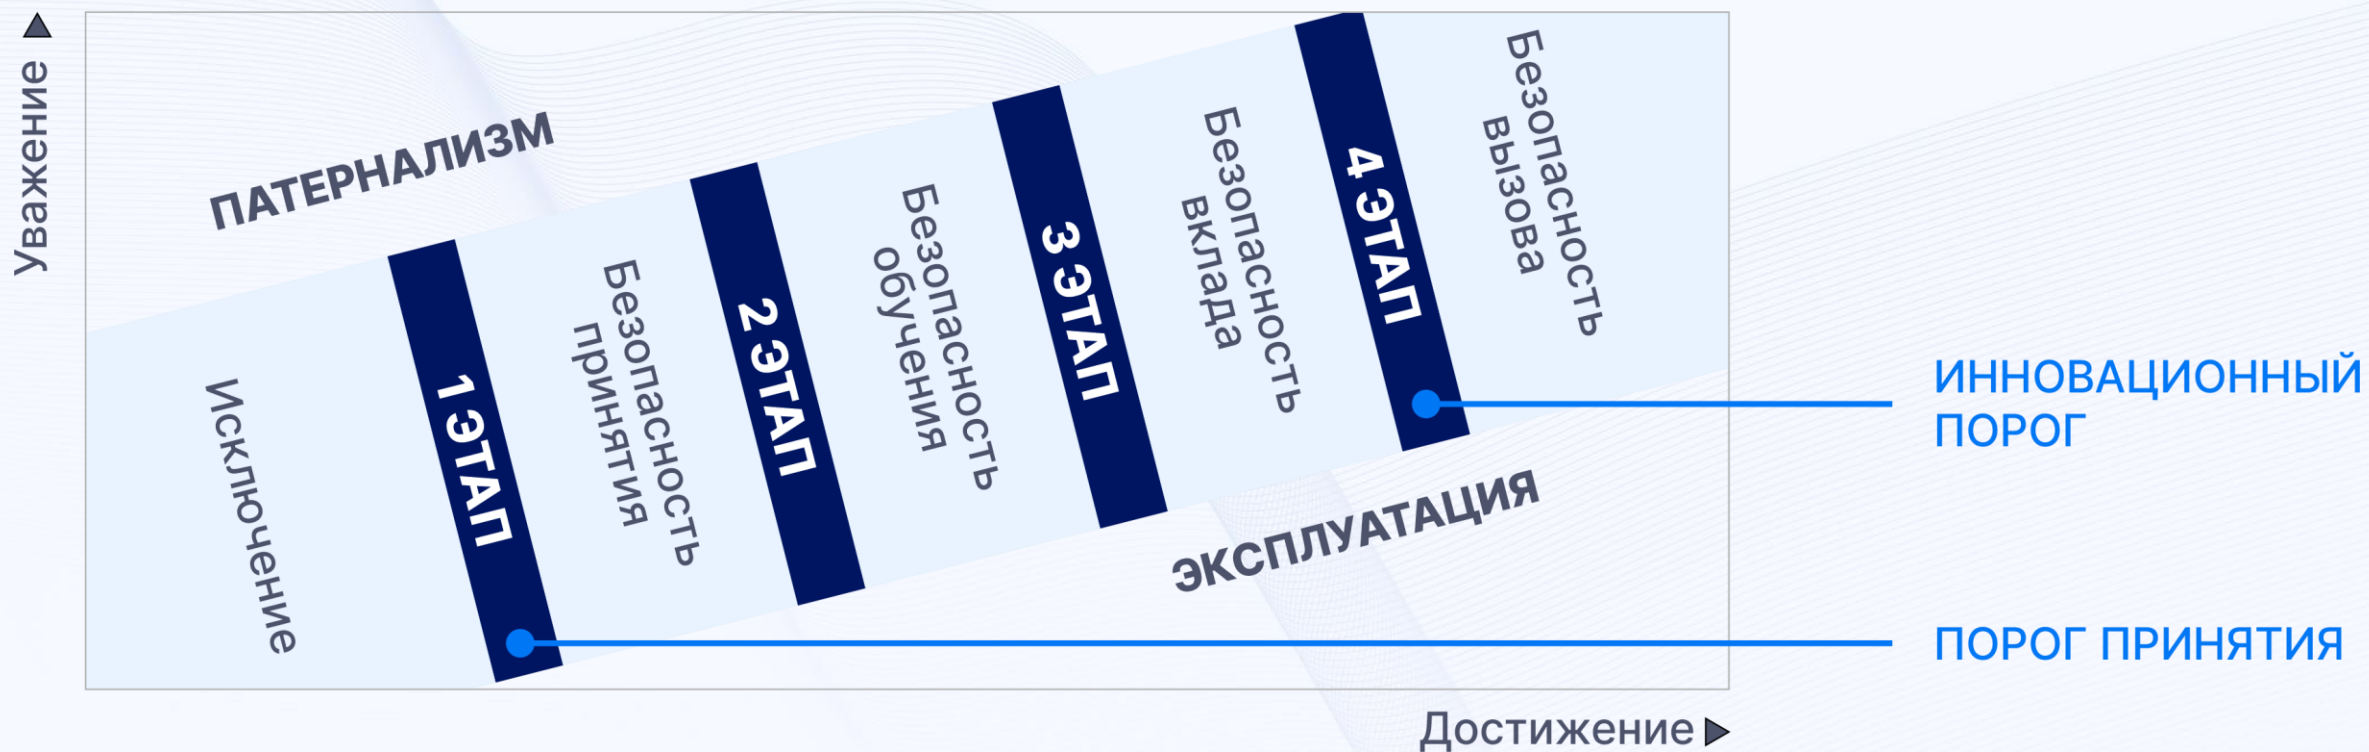 Уважение
ПАТЕРНАЛИЗМ
Исключение
1 ЭТАП
Безопасность
принятия
2 ЭТАП
Безопасность
обучения
3 ЭТАП
Безопасность
вклада
4 ЭТАП
Безопасность
вызова
ЭКСПЛУАТАЦИЯ
ИННОВАЦИОННЫЙ
ПОРОГ
ПОРОГ ПРИНЯТИЯ
Достижение